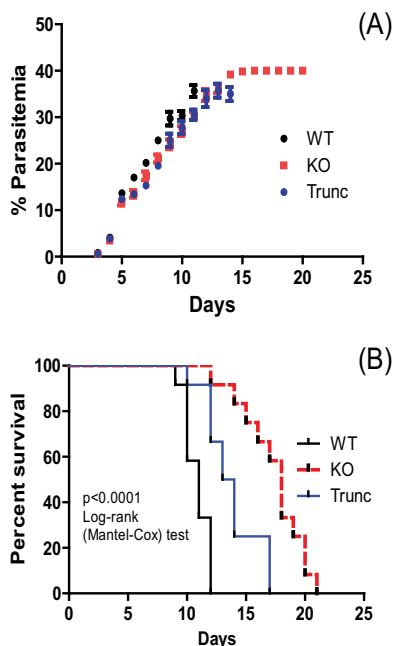 (A)
% Parasitemia
50
40
30
20
10
0
WT
KO
Trunc
0 5 10 15 20 25
Days
(B)
Percent survival
100
80
60
40
20
0
WT
KO
Trunc
p<0.0001
Log-rank
(Mantel-Cox) test
0 5 10 15 20 25
Days